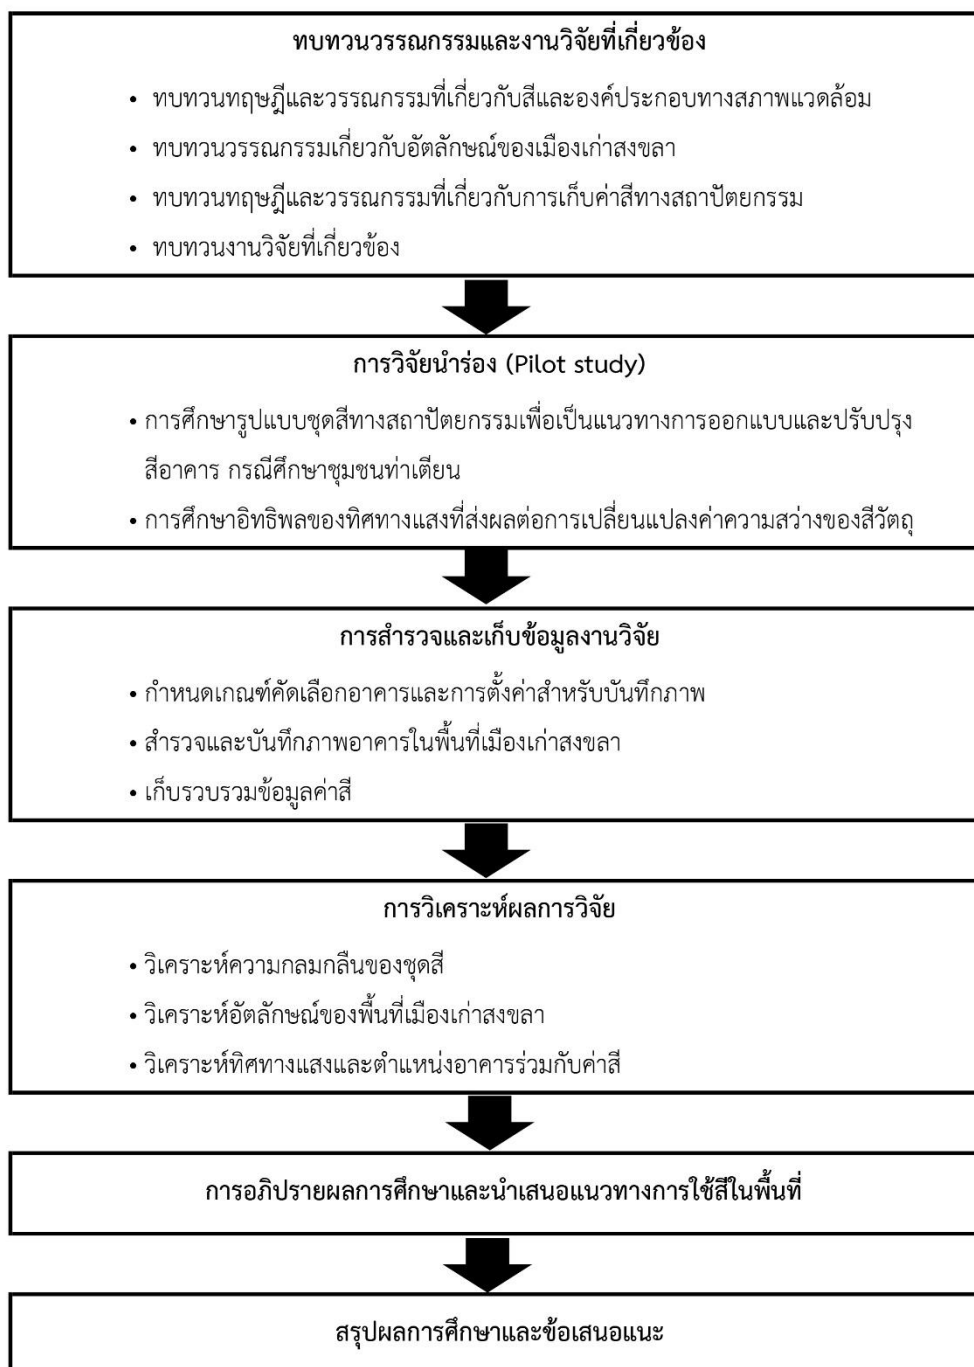 ทบทวนวรรณกรรมและงานวิจัยที่เกี่ยวข้อง
• ทบทวนทฤษฎีและวรรณกรรมที่เกี่ยวกับสีและองค์ประกอบทางสภาพแวดล้อม
• ทบทวนวรรณกรรมเกี่ยวกับอัตลักษณ์ของเมืองเก่าสงขลา
• ทบทวนทฤษฎีและวรรณกรรมที่เกี่ยวกับการเก็บค่าสีทางสถาปัตยกรรม
• ทบทวนงานวิจัยที่เกี่ยวข้อง
การวิจัยนำร่อง (Pilot study)
• การศึกษารูปแบบชุดสีทางสถาปัตยกรรมเพื่อเป็นแนวทางการออกแบบและปรับปรุง
สีอาคาร กรณีศึกษาชุมชนท่าเตียน
• การศึกษาอิทธิพลของทิศทางแสงที่ส่งผลต่อการเปลี่ยนแปลงค่าความสว่างของสีวัตถุ
การสำรวจและเก็บข้อมูลงานวิจัย
• กำหนดเกณฑ์คัดเลือกอาคารและการตั้งค่าสำหรับบันทึกภาพ
• สำรวจและบันทึกภาพอาคารในพื้นที่เมืองเก่าสงขลา
• เก็บรวบรวมข้อมูลค่าสี
การวิเคราะห์ผลการวิจัย
• วิเคราะห์ความกลมกลืนของชุดสี
• วิเคราะห์อัตลักษณ์ของพื้นที่เมืองเก่าสงขลา
• วิเคราะห์ทิศทางแสงและตำแหน่งอาคารร่วมกับค่าสี
การอภิปรายผลการศึกษาและนำเสนอแนวทางการใช้สีในพื้นที่
สรุปผลการศึกษาและข้อเสนอแนะ